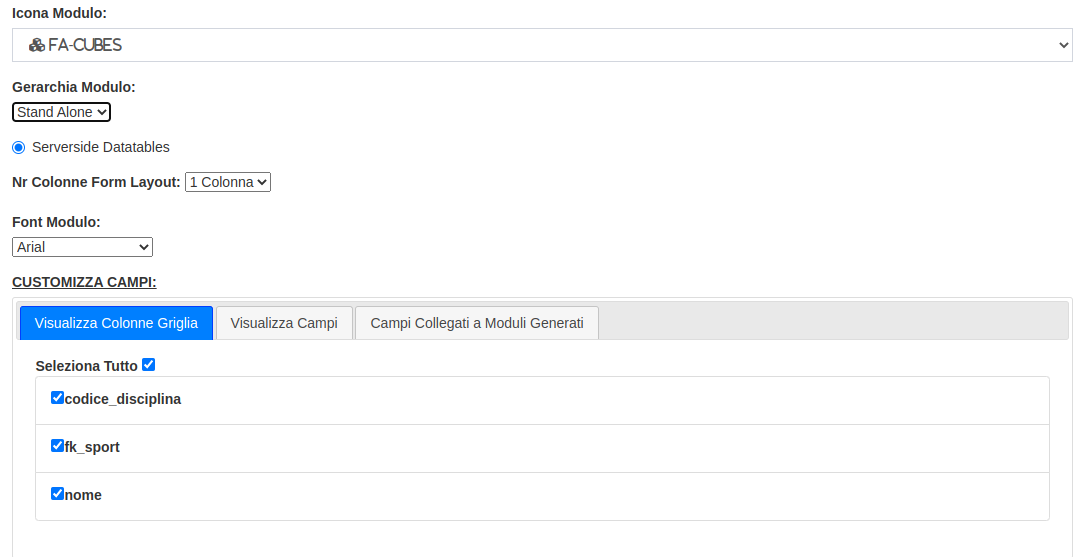 Icona Modulo:
FA-CUBES
Gerarchia Modulo:
Stand Alone
Serverside Datatables
Nr Colonne Form Layout: 1 Colonna
Font Modulo:
Arial
CUSTOMIZZA CAMPI:
Visualizza Colonne Griglia Visualizza Campi Campi Collegati a Moduli Generati
Seleziona Tutto
codice_disciplina
fk_sport
nome